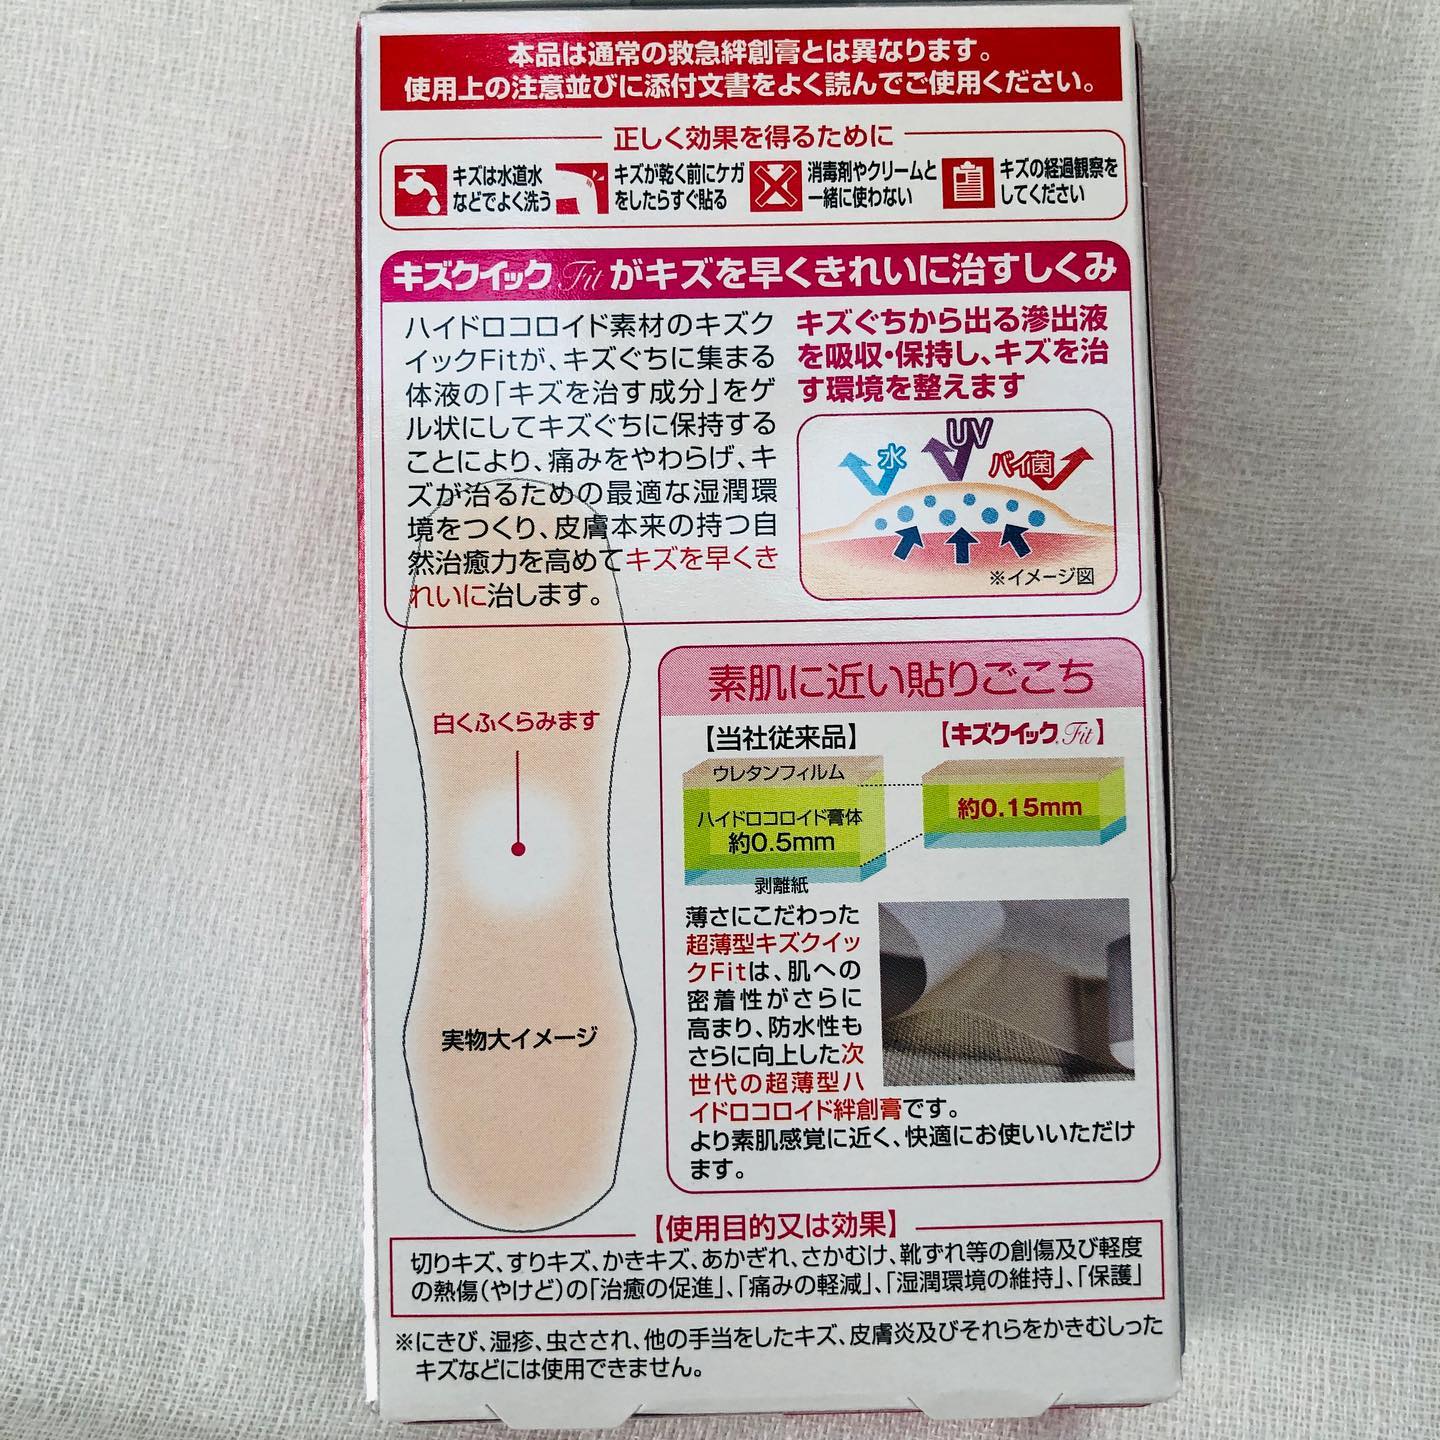 本品は通常の救急絆創膏とは異なります。
使用上の注意並びに添付文書をよく読んでご使用ください。
正しく効果を得るために
キズは水道水
などでよく洗う
キズが乾く前にケガ
をしたらすぐ貼る
消毒剤やクリームと
一緒に使わない
キズの経過観察を
してください
キズクイック Fit がキズを早くきれいに治すしくみ
ハイドロコロイド素材のキズク
イックFitが、キズぐちに集まる
体液の「キズを治す成分」をゲ
ル状にしてキズぐちに保持する
ことにより、痛みをやわらげ、キ
ズが治るための最適な湿潤環
境をつくり、皮膚本来の持つ自
然治癒力を高めてキズを早くき
れいに治します。
キズぐちから出る滲出液
を吸収・保持し、キズを治
す環境を整えます
水
UV
バイ菌
※イメージ図
白くふくらみます
実物大イメージ
素肌に近い貼りごこち
【当社従来品】
ウレタンフィルム
ハイドロコロイド膏体
約0.5mm
剥離紙
【キズクイック Fit】
約0.15mm
薄さにこだわった
超薄型キズクイッ
クFitは、肌への
密着性がさらに
高まり、防水性も
さらに向上した次
世代の超薄型ハ
イドロコロイド絆創膏です。
より素肌感覚に近く、快適にお使いいただけ
ます。
【使用目的又は効果】
切りキズ、すりキズ、かきキズ、あかぎれ、さかむけ、靴ずれ等の創傷及び軽度
の熱傷(やけど)の「治癒の促進」、「痛みの軽減」、「湿潤環境の維持」、「保護」
※にきび、湿疹、虫さされ、他の手当をしたキズ、皮膚炎及びそれらをかきむしった
キズなどには使用できません。